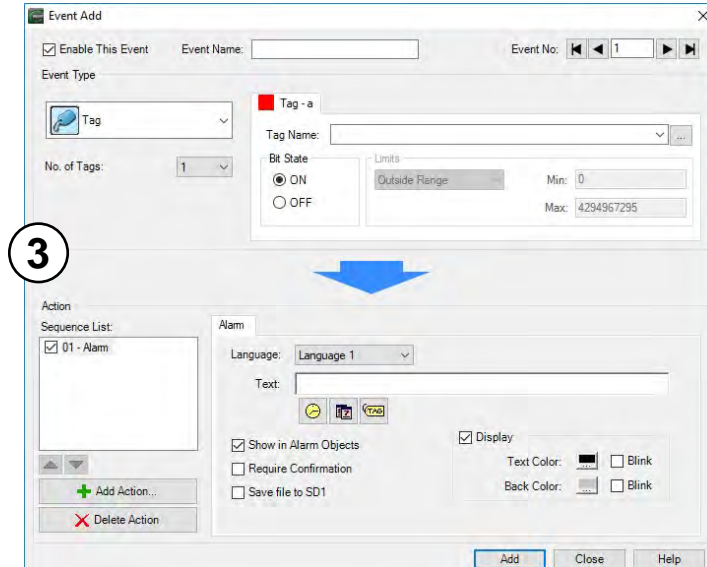 Event Add
Enable This Event Event Name: Event No: 1
Event Type
Tag
Tag - a
Tag Name: ...
No. of Tags: 1
Bit State
ON
OFF
Limits
Outside Range Min: 0
Max: 4294967295
3
Action
Sequence List:
01 - Alarm
Alarm
Language: Language 1
Text:
TAG
Show in Alarm Objects
Require Confirmation
Save file to SD1
Display
Text Color: ... Blink
Back Color: ... Blink
Add Action...
Delete Action
Add Close Help